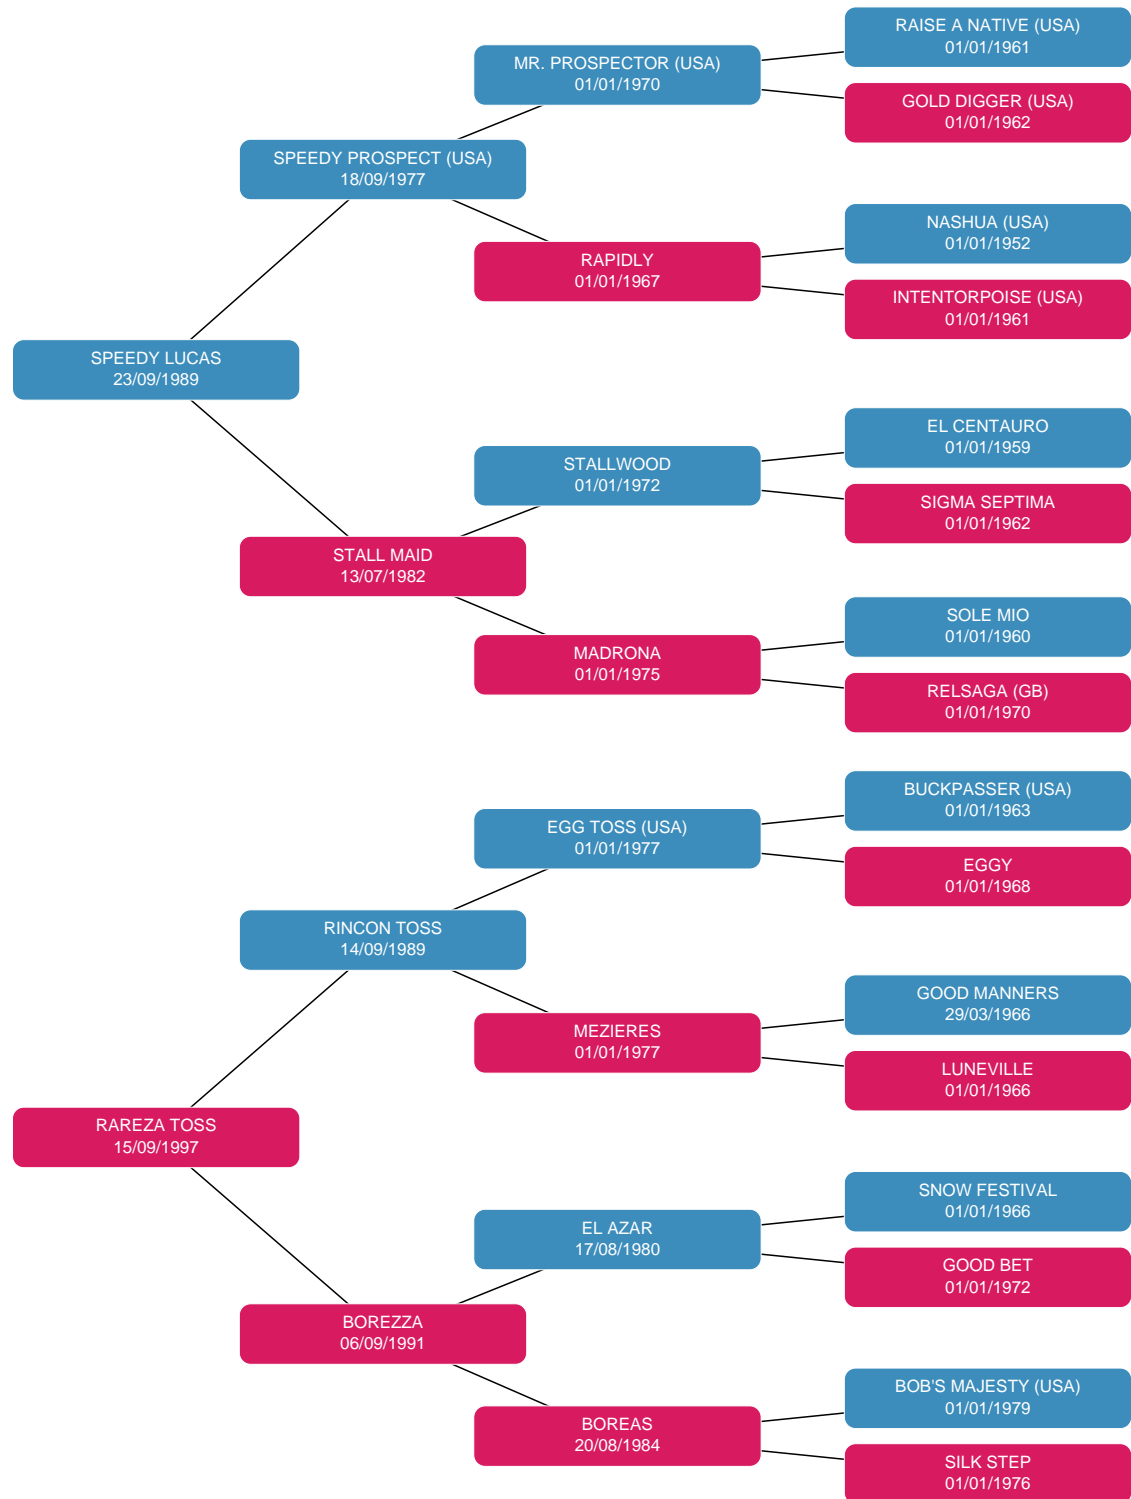 RAISE A NATIVE (USA)
01/01/1961
MR. PROSPECTOR (USA)
01/01/1970
GOLD DIGGER (USA)
01/01/1962
SPEEDY PROSPECT (USA)
18/09/1977
NASHUA (USA)
01/01/1952
RAPIDLY
01/01/1967
INTENTORPOISE (USA)
01/01/1961
SPEEDY LUCAS
23/09/1989
EL CENTAURO
01/01/1959
STALLWOOD
01/01/1972
SIGMA SEPTIMA
01/01/1962
STALL MAID
13/07/1982
SOLE MIO
01/01/1960
MADRONA
01/01/1975
RELSAGA (GB)
01/01/1970
BUCKPASSER (USA)
01/01/1963
EGG TOSS (USA)
01/01/1977
EGGY
01/01/1968
RINCON TOSS
14/09/1989
GOOD MANNERS
29/03/1966
MEZIERES
01/01/1977
LUNEVILLE
01/01/1966
RAREZA TOSS
15/09/1997
SNOW FESTIVAL
01/01/1966
EL AZAR
17/08/1980
GOOD BET
01/01/1972
BOREZZA
06/09/1991
BOB'S MAJESTY (USA)
01/01/1979
BOREAS
20/08/1984
SILK STEP
01/01/1976